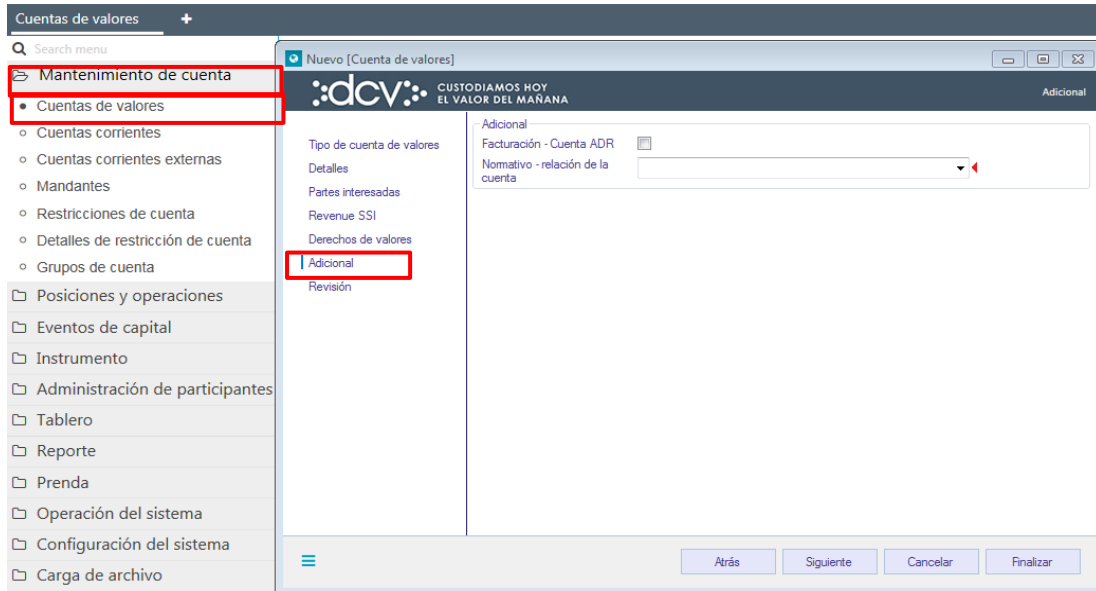 Cuentas de valores +
Search menu
Mantenimiento de cuenta
Cuentas de valores
Cuentas corrientes
Cuentas corrientes externas
Mandantes
Restricciones de cuenta
Detalles de restricción de cuenta
Grupos de cuenta
Posiciones y operaciones
Eventos de capital
Instrumento
Administración de participantes
Tablero
Reporte
Prenda
Operación del sistema
Configuración del sistema
Carga de archivo
Nuevo [Cuenta de valores]
dcv CUSTODIAMOS HOY
EL VALOR DEL MAÑANA
Adicional
Tipo de cuenta de valores
Detalles
Partes interesadas
Revenue SSI
Derechos de valores
Adicional
Revisión
Adicional
Facturación - Cuenta ADR
Normativo - relación de la
cuenta
Atrás Siguiente Cancelar Finalizar